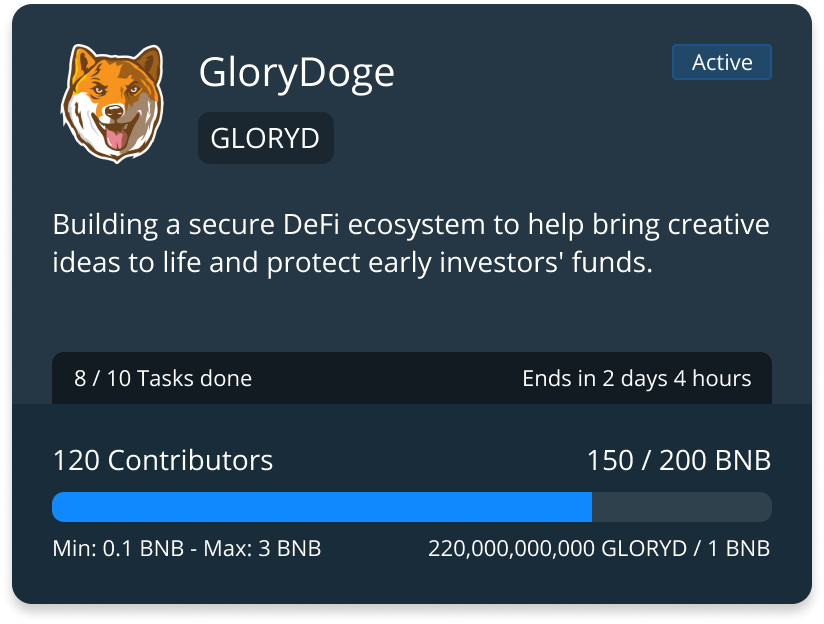 GloryDoge
Active
GLORYD
Building a secure DeFi ecosystem to help bring creative
ideas to life and protect early investors' funds.
8 / 10 Tasks done
Ends in 2 days 4 hours
120 Contributors
150 / 200 BNB
Min: 0.1 BNB - Max: 3 BNB
220,000,000,000 GLORYD / 1 BNB